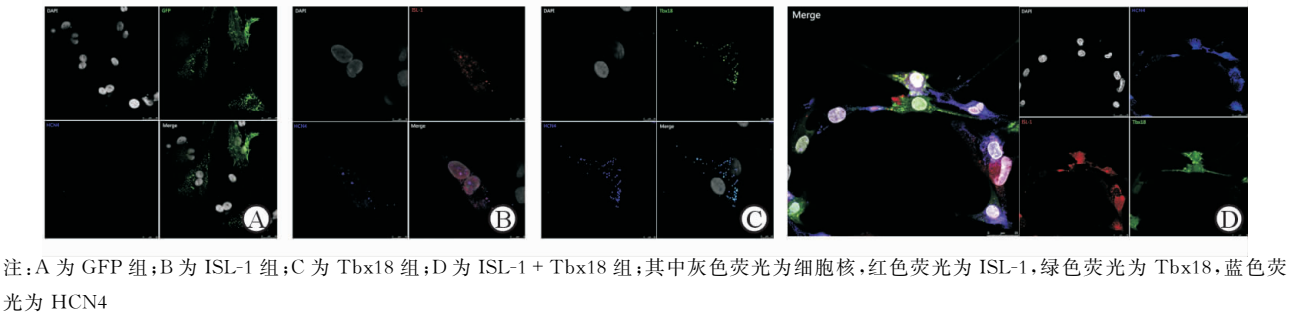 DAPI
GFP
HCN4
Merge
A
DAPI
ISL-1
HCN4
Merge
B
DAPI
Tbx18
HCN4
Merge
C
Merge
DAPI
HCN4
ISL-1
Tbx18
D
注:A 为 GFP 组;B 为 ISL-1 组;C 为 Tbx18 组;D 为 ISL-1 + Tbx18 组;其中灰色荧光为细胞核,红色荧光为 ISL-1,绿色荧光为 Tbx18,蓝色荧
光为 HCN4